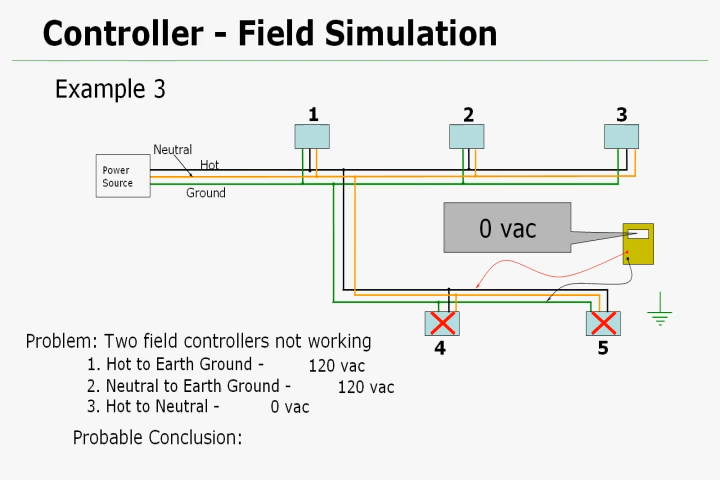 Controller - Field Simulation
Example 3
1
2
3
Neutral
Hot
Power
Source
Ground
0 vac
4
5
Problem: Two field controllers not working
1. Hot to Earth Ground - 120 vac
2. Neutral to Earth Ground - 120 vac
3. Hot to Neutral - 0 vac
Probable Conclusion: